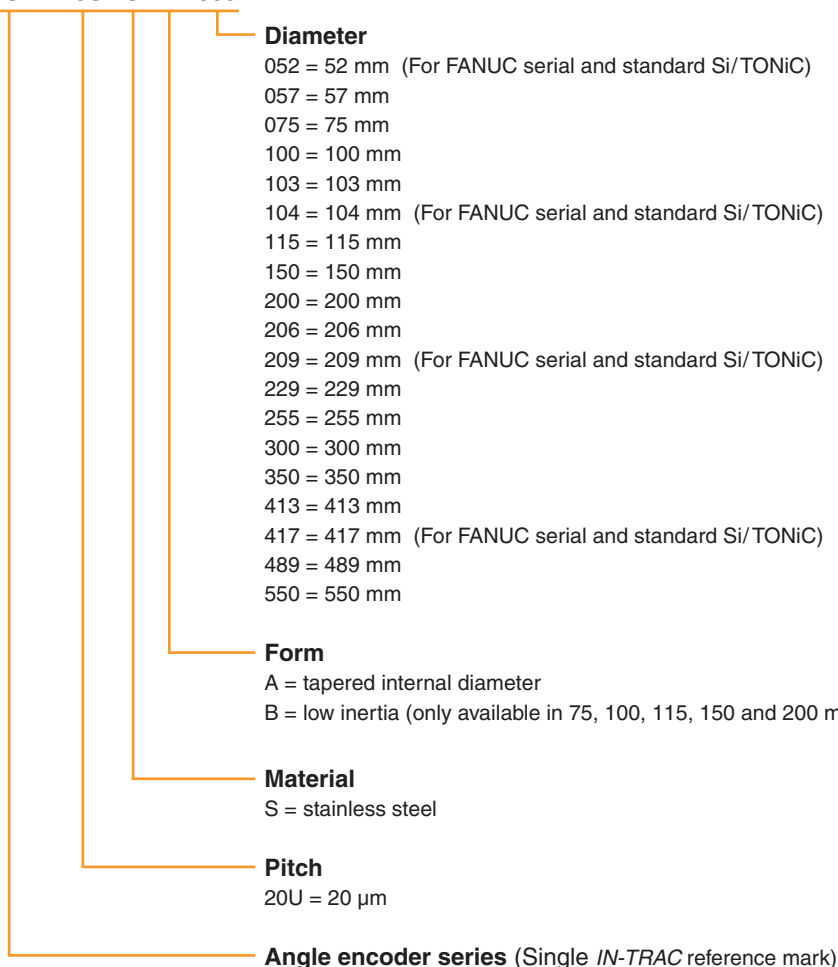 Diameter
052 = 52 mm (For FANUC serial and standard Si/TONiC)
057 = 57 mm
075 = 75 mm
100 = 100 mm
103 = 103 mm
104 = 104 mm (For FANUC serial and standard Si/TONiC)
115 = 115 mm
150 = 150 mm
200 = 200 mm
206 = 206 mm
209 = 209 mm (For FANUC serial and standard Si/TONiC)
229 = 229 mm
255 = 255 mm
300 = 300 mm
350 = 350 mm
413 = 413 mm
417 = 417 mm (For FANUC serial and standard Si/TONiC)
489 = 489 mm
550 = 550 mm
Form
A = tapered internal diameter
B = low inertia (only available in 75, 100, 115, 150 and 200
Material
S = stainless steel
Pitch
20U = 20 µm
Angle encoder series (Single IN-TRAC reference mark)